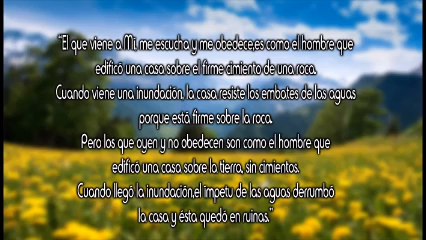 "El que viene a Mi, me escucha y me obedece,es como el hombre que
edificó una casa sobre el firme cimiento de una roca.
Cuando viene una inundación, la casa resiste los embates de las aguas
porque está firme sobre la roca.
Pero los que oyen y no obedecen son como el hombre que
edificó una casa sobre la tierra, sin cimientos.
Cuando llegó la inundación,el ímpetu de las aguas derrumbó
la casa y ésta quedó en ruinas."